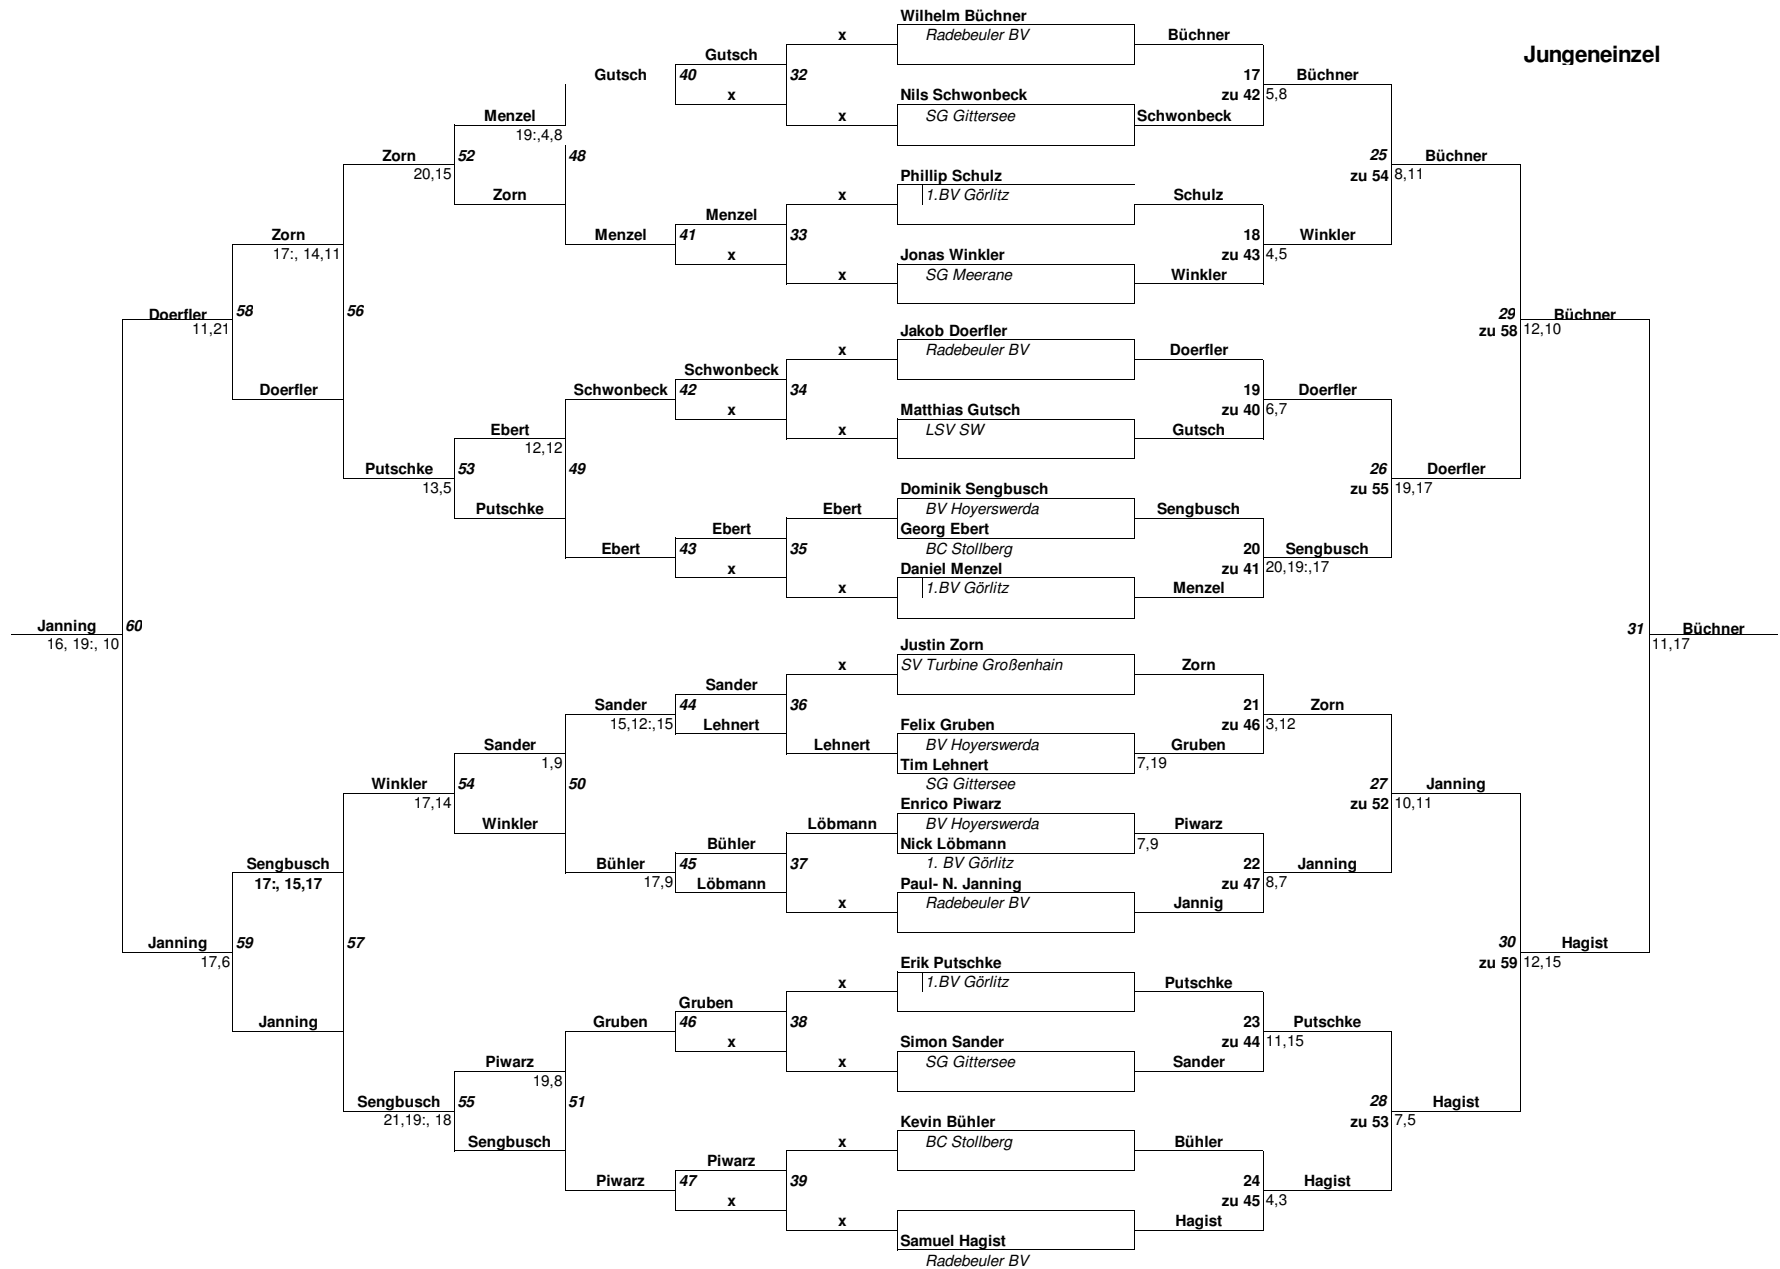 Wilhelm Büchner
x Radebeuler BV Büchner
Jungeneinzel
Gutsch
Gutsch 40 32 17 Büchner
x zu 42 5,8
Nils Schwonbeck
Menzel x SG Gittersee Schwonbeck
19:,4,8
Zorn 52 48 25 Büchner
20,15 zu 54 8,11
Phillip Schulz
Zorn x 1.BV Görlitz Schulz
Menzel
Zorn Menzel 41 33 18 Winkler
17:, 14,11 x zu 43 4,5
Jonas Winkler
x SG Meerane Winkler
Doerfler 58 56 29 Büchner
11,21 zu 58 12,10
Jakob Doerfler
x Radebeuler BV Doerfler
Schwonbeck
Doerfler Schwonbeck 42 34 19 Doerfler
x zu 40 6,7
Matthias Gutsch
Ebert x LSV SW Gutsch
12,12
Putschke 53 49 26 Doerfler
13,5 zu 55 19,17
Dominik Sengbusch
Putschke Ebert BV Hoyerswerda Sengbusch
Ebert Georg Ebert
Ebert 43 35 BC Stollberg 20 Sengbusch
x Daniel Menzel zu 41 20,19:,17
x 1.BV Görlitz Menzel
Janning 60 31 Büchner
16, 19:, 10 11,17
Justin Zorn
x SV Turbine Großenhain Zorn
Sander
Sander 44 36 21 Zorn
15,12:,15 Lehnert Felix Gruben zu 46 3,12
Sander Lehnert BV Hoyerswerda Gruben
1,9 Tim Lehnert 7,19
Winkler 54 50 SG Gittersee 27 Janning
17,14 Enrico Piwarz zu 52 10,11
Winkler Löbmann BV Hoyerswerda Piwarz
Bühler Nick Löbmann 7,9
Sengbusch Bühler 45 37 1. BV Görlitz 22 Janning
17:, 15,17 17,9 Löbmann Paul- N. Janning zu 47 8,7
x Radebeuler BV Jannig
Janning 59 57 30 Hagist
17,6 zu 59 12,15
Erik Putschke
x 1.BV Görlitz Putschke
Gruben
Janning Gruben 46 38 23 Putschke
x Simon Sander zu 44 11,15
Piwarz x SG Gittersee Sander
19,8
Sengbusch 55 51 28 Hagist
21,19:, 18 zu 53 7,5
Kevin Bühler
Sengbusch x BC Stollberg Bühler
Piwarz
Piwarz 47 39 24 Hagist
x zu 45 4,3
x Hagist
Samuel Hagist
Radebeuler BV